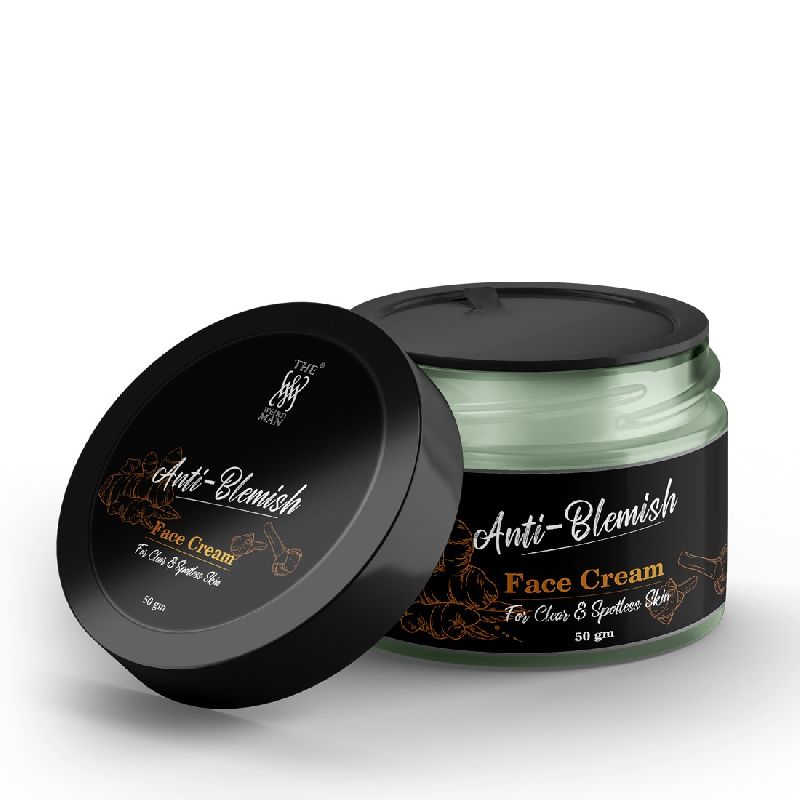 THE ®
WEIRD
MAN
Anti-Blemish
Face Cream
For Clear & Spotless Skin
50 gm
Anti-Blemish
Face Cream
For Clear & Spotless Skin
50 gm